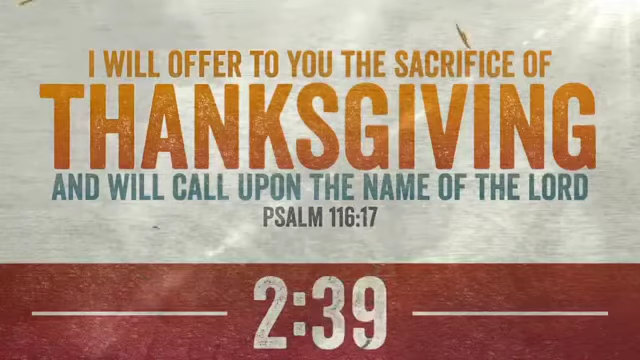 I WILL OFFER TO YOU THE SACRIFICE OF
THANKSGIVING
AND WILL CALL UPON THE NAME OF THE LORD
PSALM 116:17
2:39